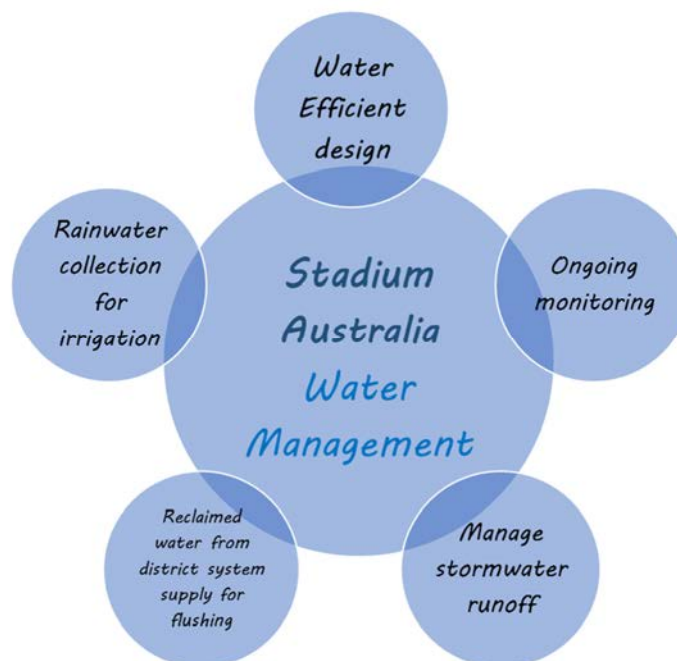 Water
Efficient
design
Rainwater
collection
for
irrigation
Stadium
Australia
Water
Management
Ongoing
monitoring
Reclaimed
water from
district system
supply for
flushing
Manage
stormwater
runoff